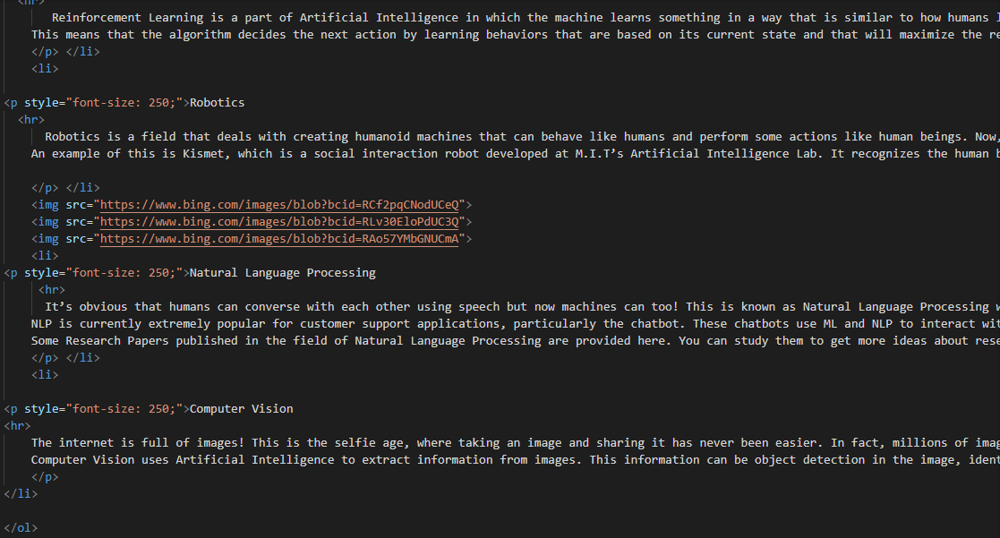 <hr>
Reinforcement Learning is a part of Artificial Intelligence in which the machine learns something in a way that is similar to how humans
This means that the algorithm decides the next action by learning behaviors that are based on its current state and that will maximize the
</p> </li>
<li>
<p style="font-size: 250;">Robotics
<hr>
Robotics is a field that deals with creating humanoid machines that can behave like humans and perform some actions like human beings. Now,
An example of this is Kismet, which is a social interaction robot developed at M.I.T’s Artificial Intelligence Lab. It recognizes the human
</p> </li>
<img src="https://www.bing.com/images/blob?bcid=RCf2pqCNodUCeQ">
<img src="https://www.bing.com/images/blob?bcid=RLv30EloPdUC3Q">
<img src="https://www.bing.com/images/blob?bcid=RAo57YMbGNUCmA">
<li>
<p style="font-size: 250;">Natural Language Processing
<hr>
It’s obvious that humans can converse with each other using speech but now machines can too! This is known as Natural Language Processing
NLP is currently extremely popular for customer support applications, particularly the chatbot. These chatbots use ML and NLP to interact
Some Research Papers published in the field of Natural Language Processing are provided here. You can study them to get more ideas about
</p> </li>
<li>
<p style="font-size: 250;">Computer Vision
<hr>
The internet is full of images! This is the selfie age, where taking an image and sharing it has never been easier. In fact, millions of
Computer Vision uses Artificial Intelligence to extract information from images. This information can be object detection in the image,
</p>
</li>
</ol>